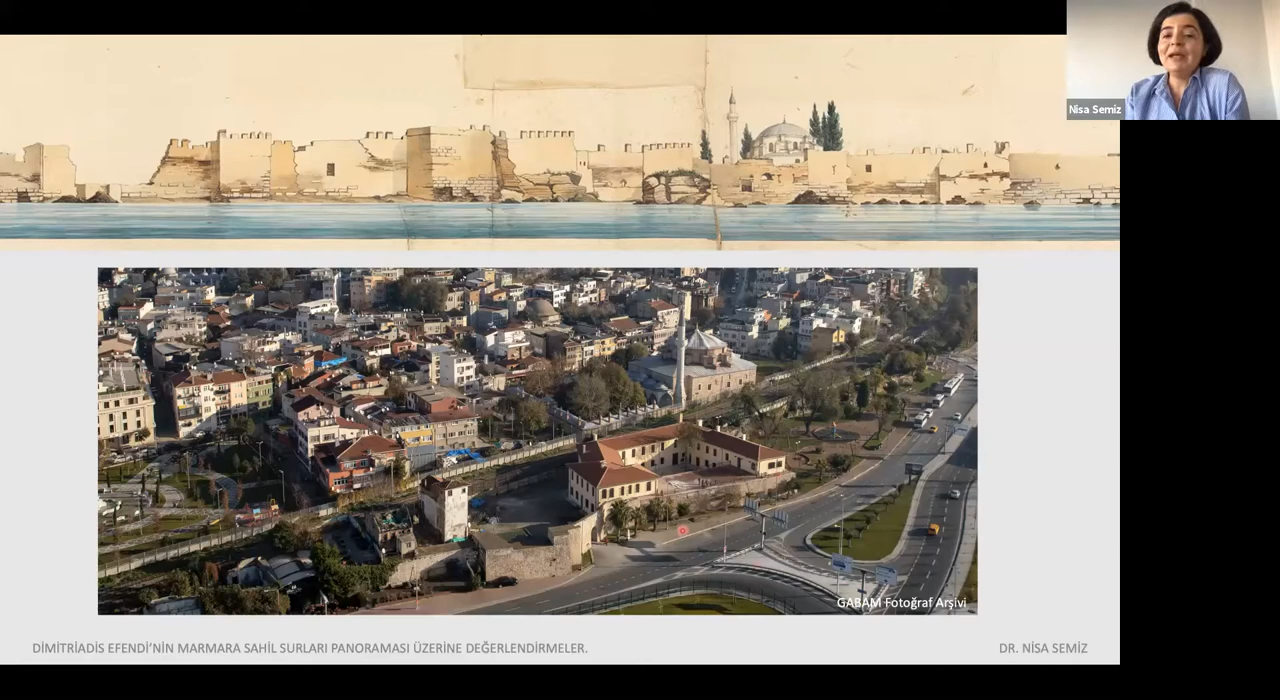 Nisa Semiz
GABAM Fotoğraf Arşivi
DİMİTRİADİS EFENDİ'NİN MARMARA SAHİL SURLARI PANORAMASI ÜZERİNE DEĞERLENDİRMELER.
DR. NİSA SEMİZ